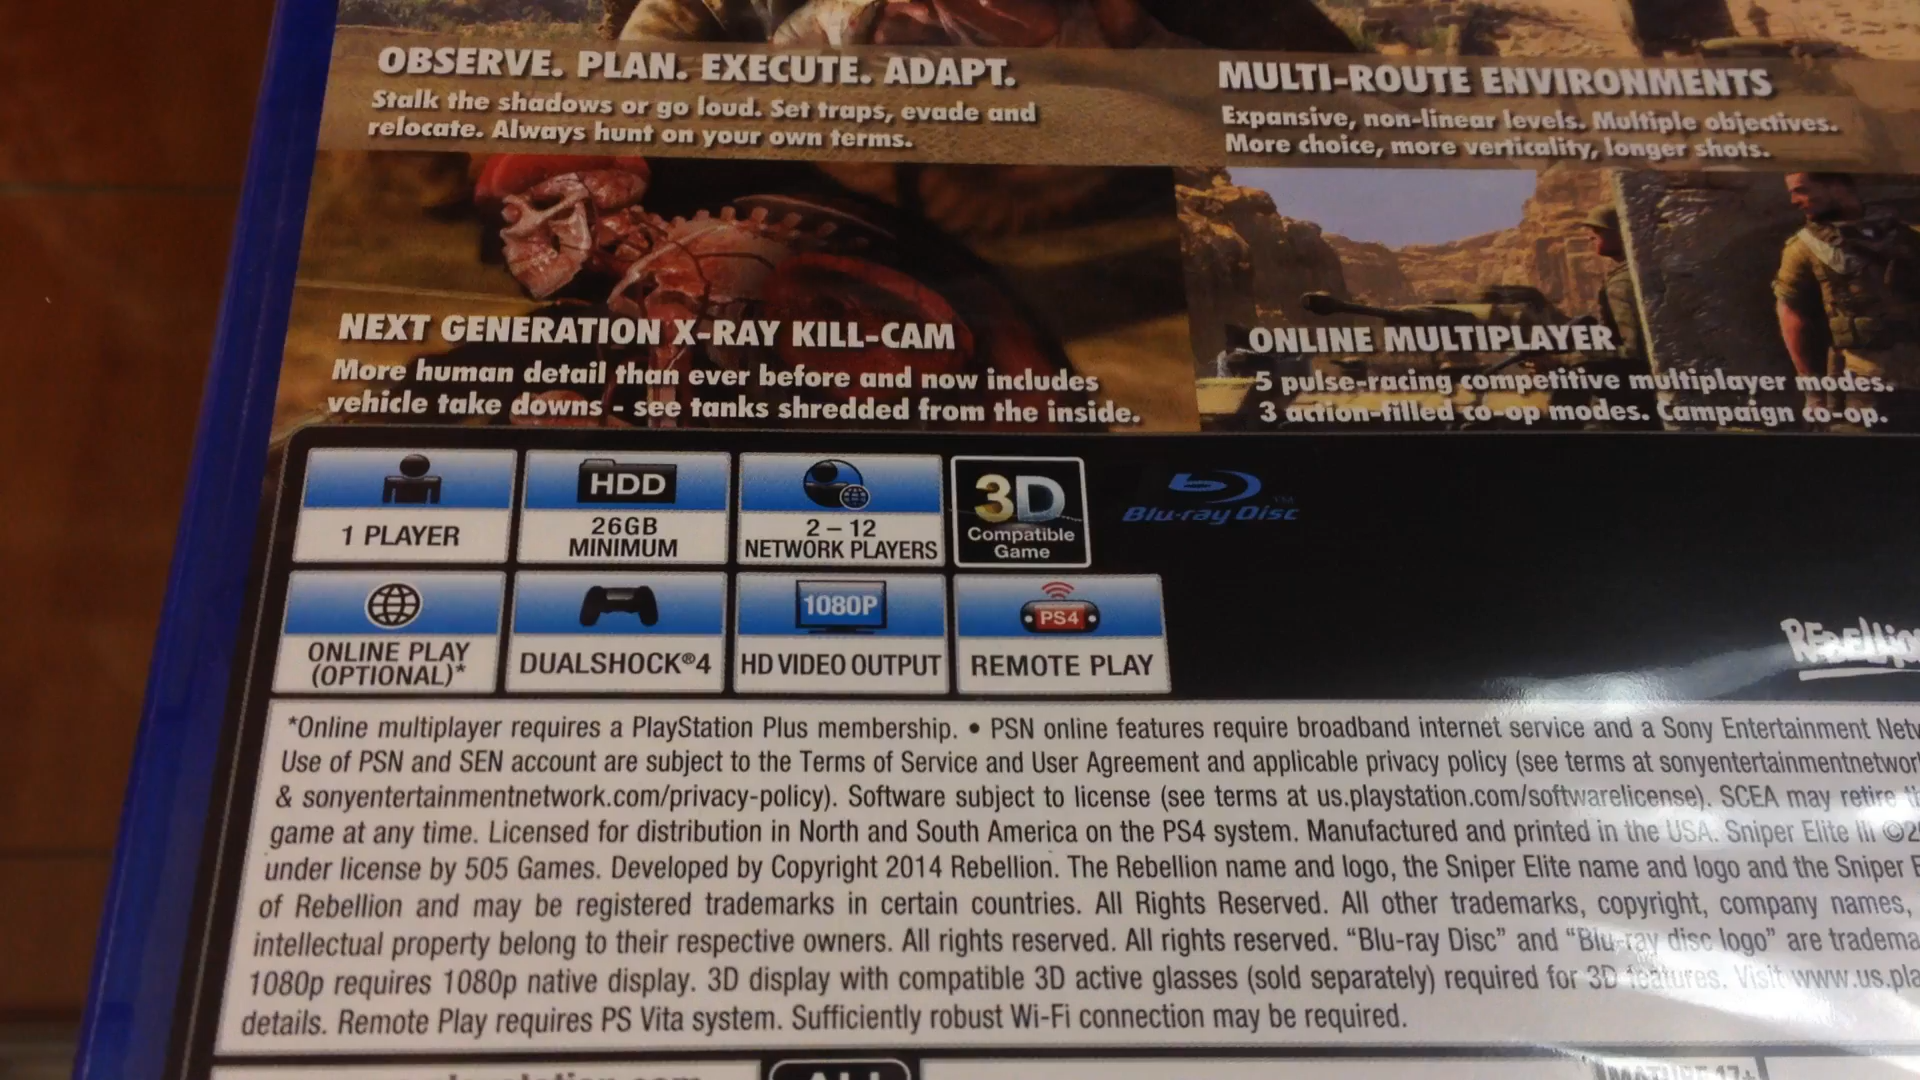 OBSERVE. PLAN. EXECUTE. ADAPT.
Stalk the shadows or go loud. Set traps, evade and
relocate. Always hunt on your own terms.
MULTI-ROUTE ENVIRONMENTS
Expansive, non-linear levels. Multiple objectives.
More choice, more verticality, longer shots.
NEXT GENERATION X-RAY KILL-CAM
More human detail than ever before and now includes
vehicle take downs - see tanks shredded from the inside.
ONLINE MULTIPLAYER
5 pulse-racing competitive multiplayer modes.
3 action-filled co-op modes. Campaign co-op.
1 PLAYER
HDD
26GB
MINIMUM
2 – 12
NETWORK PLAYERS
3D
Compatible
Game
Blu-ray Disc™
ONLINE PLAY
(OPTIONAL)*
DUALSHOCK®4
1080P
HD VIDEO OUTPUT
PS4
REMOTE PLAY
REBELLIO
*Online multiplayer requires a PlayStation Plus membership. • PSN online features require broadband internet service and a Sony Entertainment Netw
Use of PSN and SEN account are subject to the Terms of Service and User Agreement and applicable privacy policy (see terms at sonyentertainmentnetwork
& sonyentertainmentnetwork.com/privacy-policy). Software subject to license (see terms at us.playstation.com/softwarelicense). SCEA may retire
game at any time. Licensed for distribution in North and South America on the PS4 system. Manufactured and printed in the USA. Sniper Elite III ©2
under license by 505 Games. Developed by Copyright 2014 Rebellion. The Rebellion name and logo, the Sniper Elite name and logo and the Sniper E
of Rebellion and may be registered trademarks in certain countries. All Rights Reserved. All other trademarks, copyright, company names,
intellectual property belong to their respective owners. All rights reserved. All rights reserved. “Blu-ray Disc” and “Blu-ray disc logo” are tradema
1080p requires 1080p native display. 3D display with compatible 3D active glasses (sold separately) required for 3D features. Visit www.us.pla
details. Remote Play requires PS Vita system. Sufficiently robust Wi-Fi connection may be required.
ALL
MATURE 17+